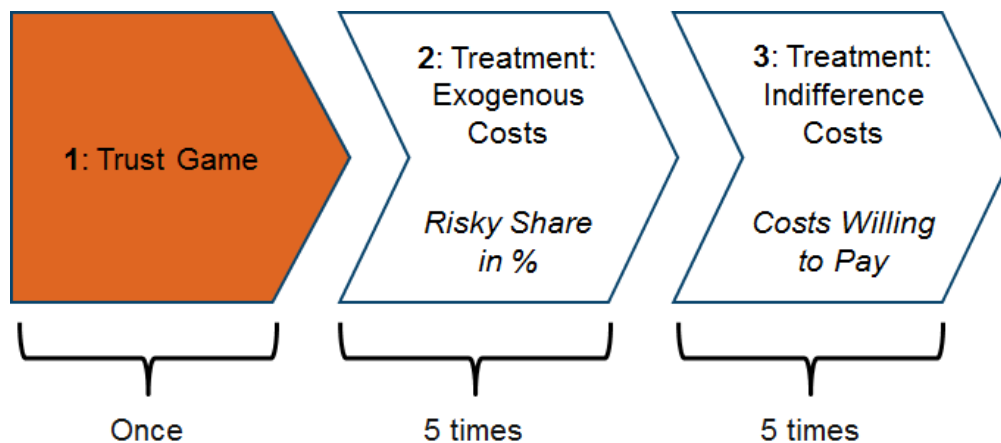 1: Trust Game
2: Treatment:
Exogenous
Costs
Risky Share
in %
3: Treatment:
Indifference
Costs
Costs Willing
to Pay
Once
5 times
5 times